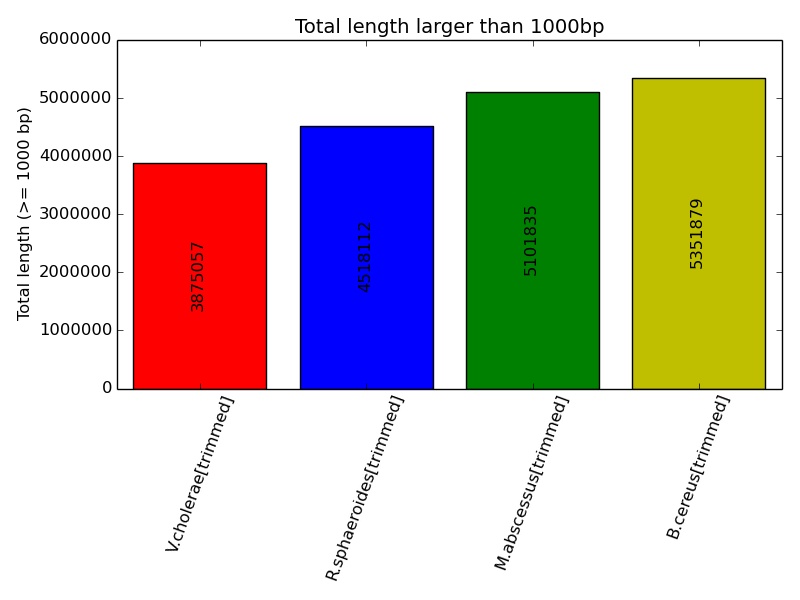 Total length larger than 1000bp
Total length (>= 1000 bp)
6000000
5000000
4000000
3000000
2000000
1000000
0
3875057
4518112
5101835
5351879
V.cholerae[trimmed]
R.sphaeroides[trimmed]
M.abscessus[trimmed]
B.cereus[trimmed]